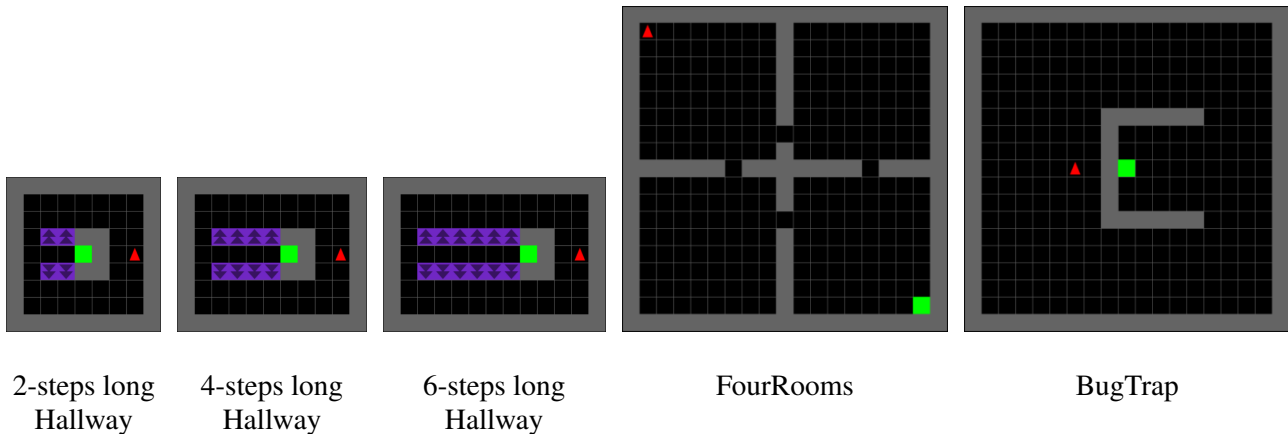 2-steps long
Hallway
4-steps long
Hallway
6-steps long
Hallway
FourRooms
BugTrap